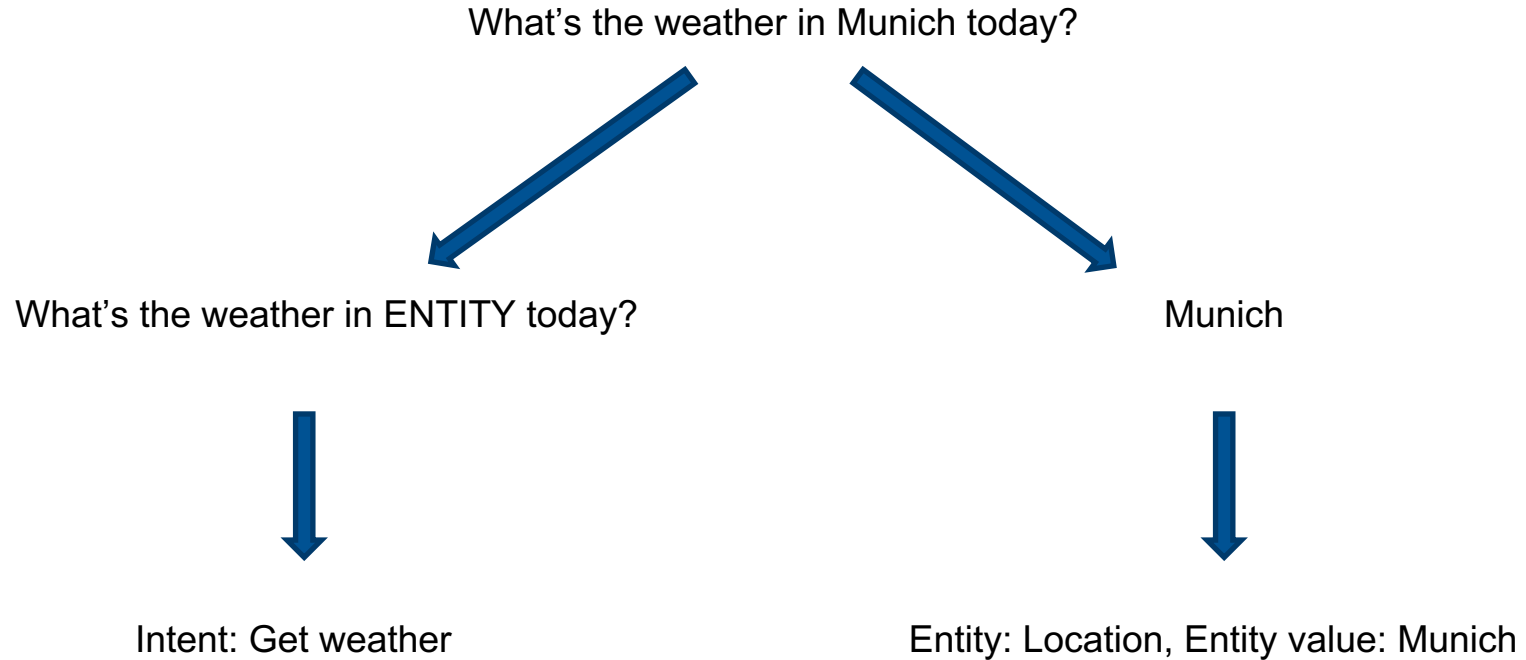 What’s the weather in Munich today?
What’s the weather in ENTITY today?
Munich
Intent: Get weather
Entity: Location, Entity value: Munich